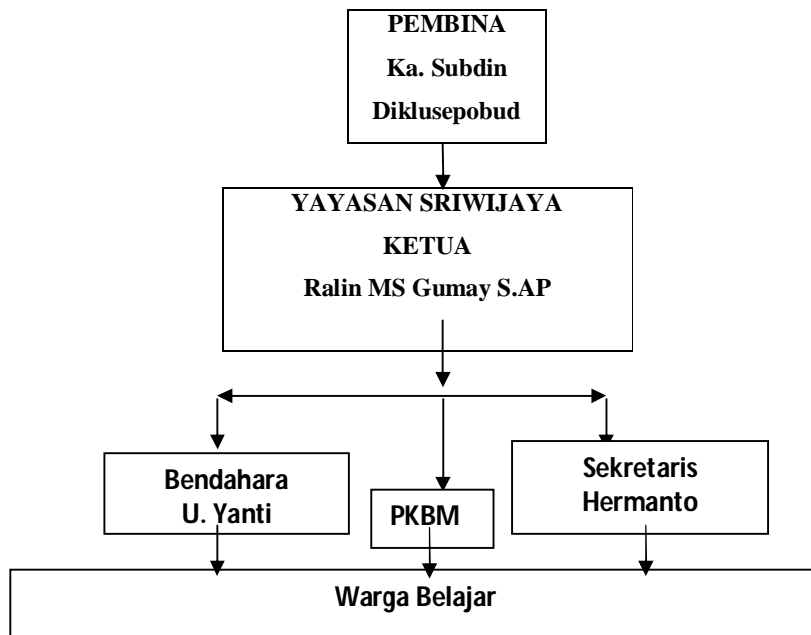 PEMBINA
Ka. Subdin
Diklusepobud
YAYASAN SRIWIJAYA
KETUA
Ralin MS Gumay S.AP
Bendahara
U. Yanti
PKBM
Sekretaris
Hermanto
Warga Belajar